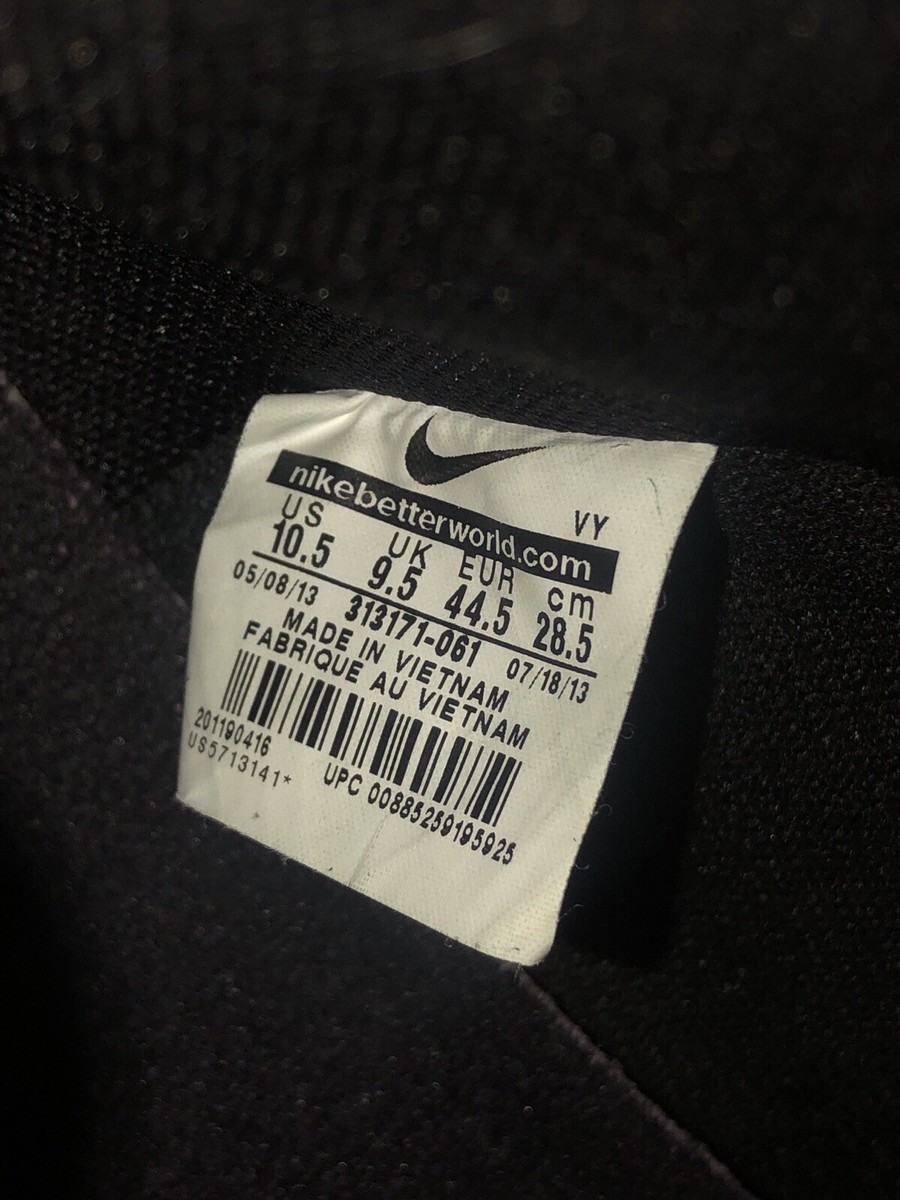 VY
nikebetterworld.com
US UK EUR cm
10.5 9.5 44.5 28.5
05/08/13 313171-061 07/18/13
MADE IN VIETNAM
FABRIQUE AU VIETNAM
201190416
US5713141* UPC 00885259195925